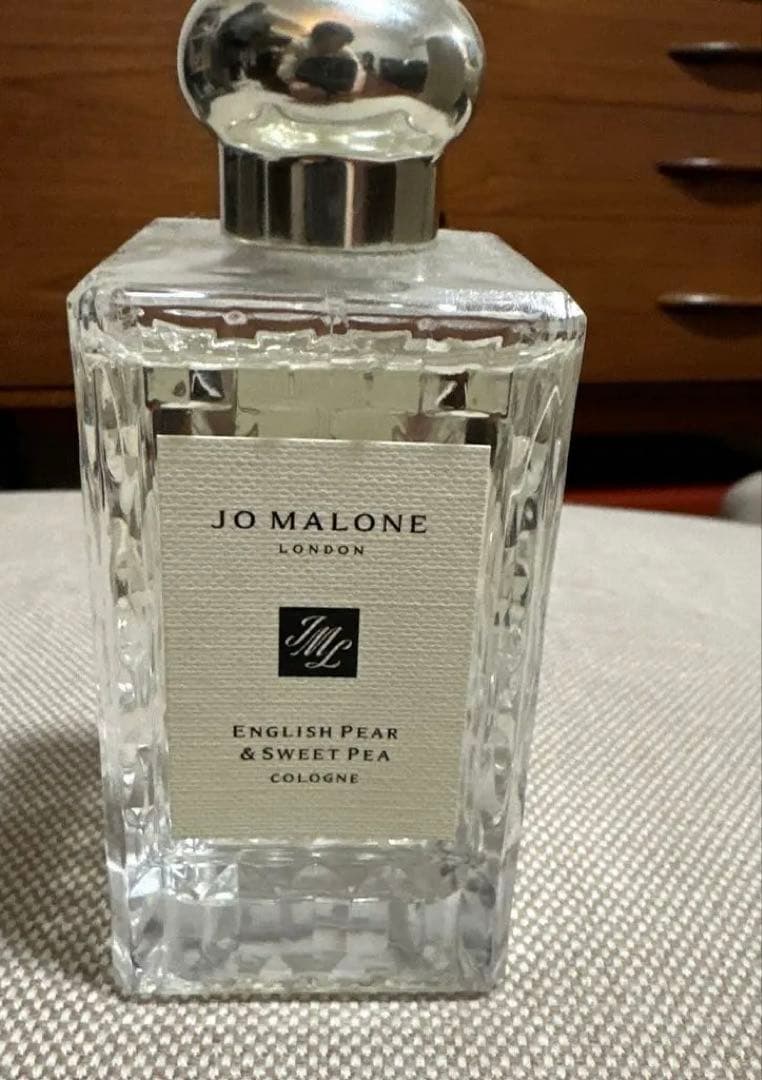 JO MALONE
LONDON
JML
ENGLISH PEAR
& SWEET PEA
COLOGNE